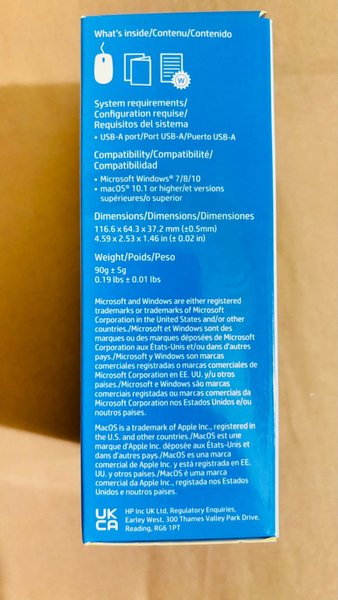 What's inside/Contenu/Contenido
W
System requirements/
Configuration requise/
Requisitos del sistema
• USB-A port/Port USB-A/Puerto USB-A
Compatibility/Compatibilité/
Compatibilidad
• Microsoft Windows® 7/8/10
• macOS® 10.1 or higher/et versions
supérieures/o superior
Dimensions/Dimensions/Dimensiones
116.6 x 64.3 x 37.2 mm (±0.5mm)
4.59 x 2.53 x 1.46 in (± 0.02 in)
Weight/Poids/Peso
90g ± 5g
0.19 lbs ± 0.01 lbs
Microsoft and Windows are either registered
trademarks or trademarks of Microsoft
Corporation in the United States and/or other
countries./Microsoft et Windows sont des
marques ou des marques déposées de Microsoft
Corporation aux États-Unis et/ou dans d'autres
pays./Microsoft y Windows son marcas
comerciales registradas o marcas comerciales de
Microsoft Corporation en EE. UU. y/u otros
países./Microsoft e Windows são marcas
comerciais registadas ou marcas comerciais da
Microsoft Corporation nos Estados Unidos e/ou
noutros países.
MacOS is a trademark of Apple Inc., registered in
the U.S. and other countries./MacOS est une
marque d'Apple Inc. déposée aux États-Unis et
dans d'autres pays./MacOS es una marca
comercial de Apple Inc. y está registrada en EE.
UU. y otros países./MacOS é uma marca
comercial da Apple Inc., registada nos Estados
Unidos e noutros países.
UK
CA
HP Inc UK Ltd, Regulatory Enquiries,
Earley West, 300 Thames Valley Park Drive,
Reading, RG6 1PT